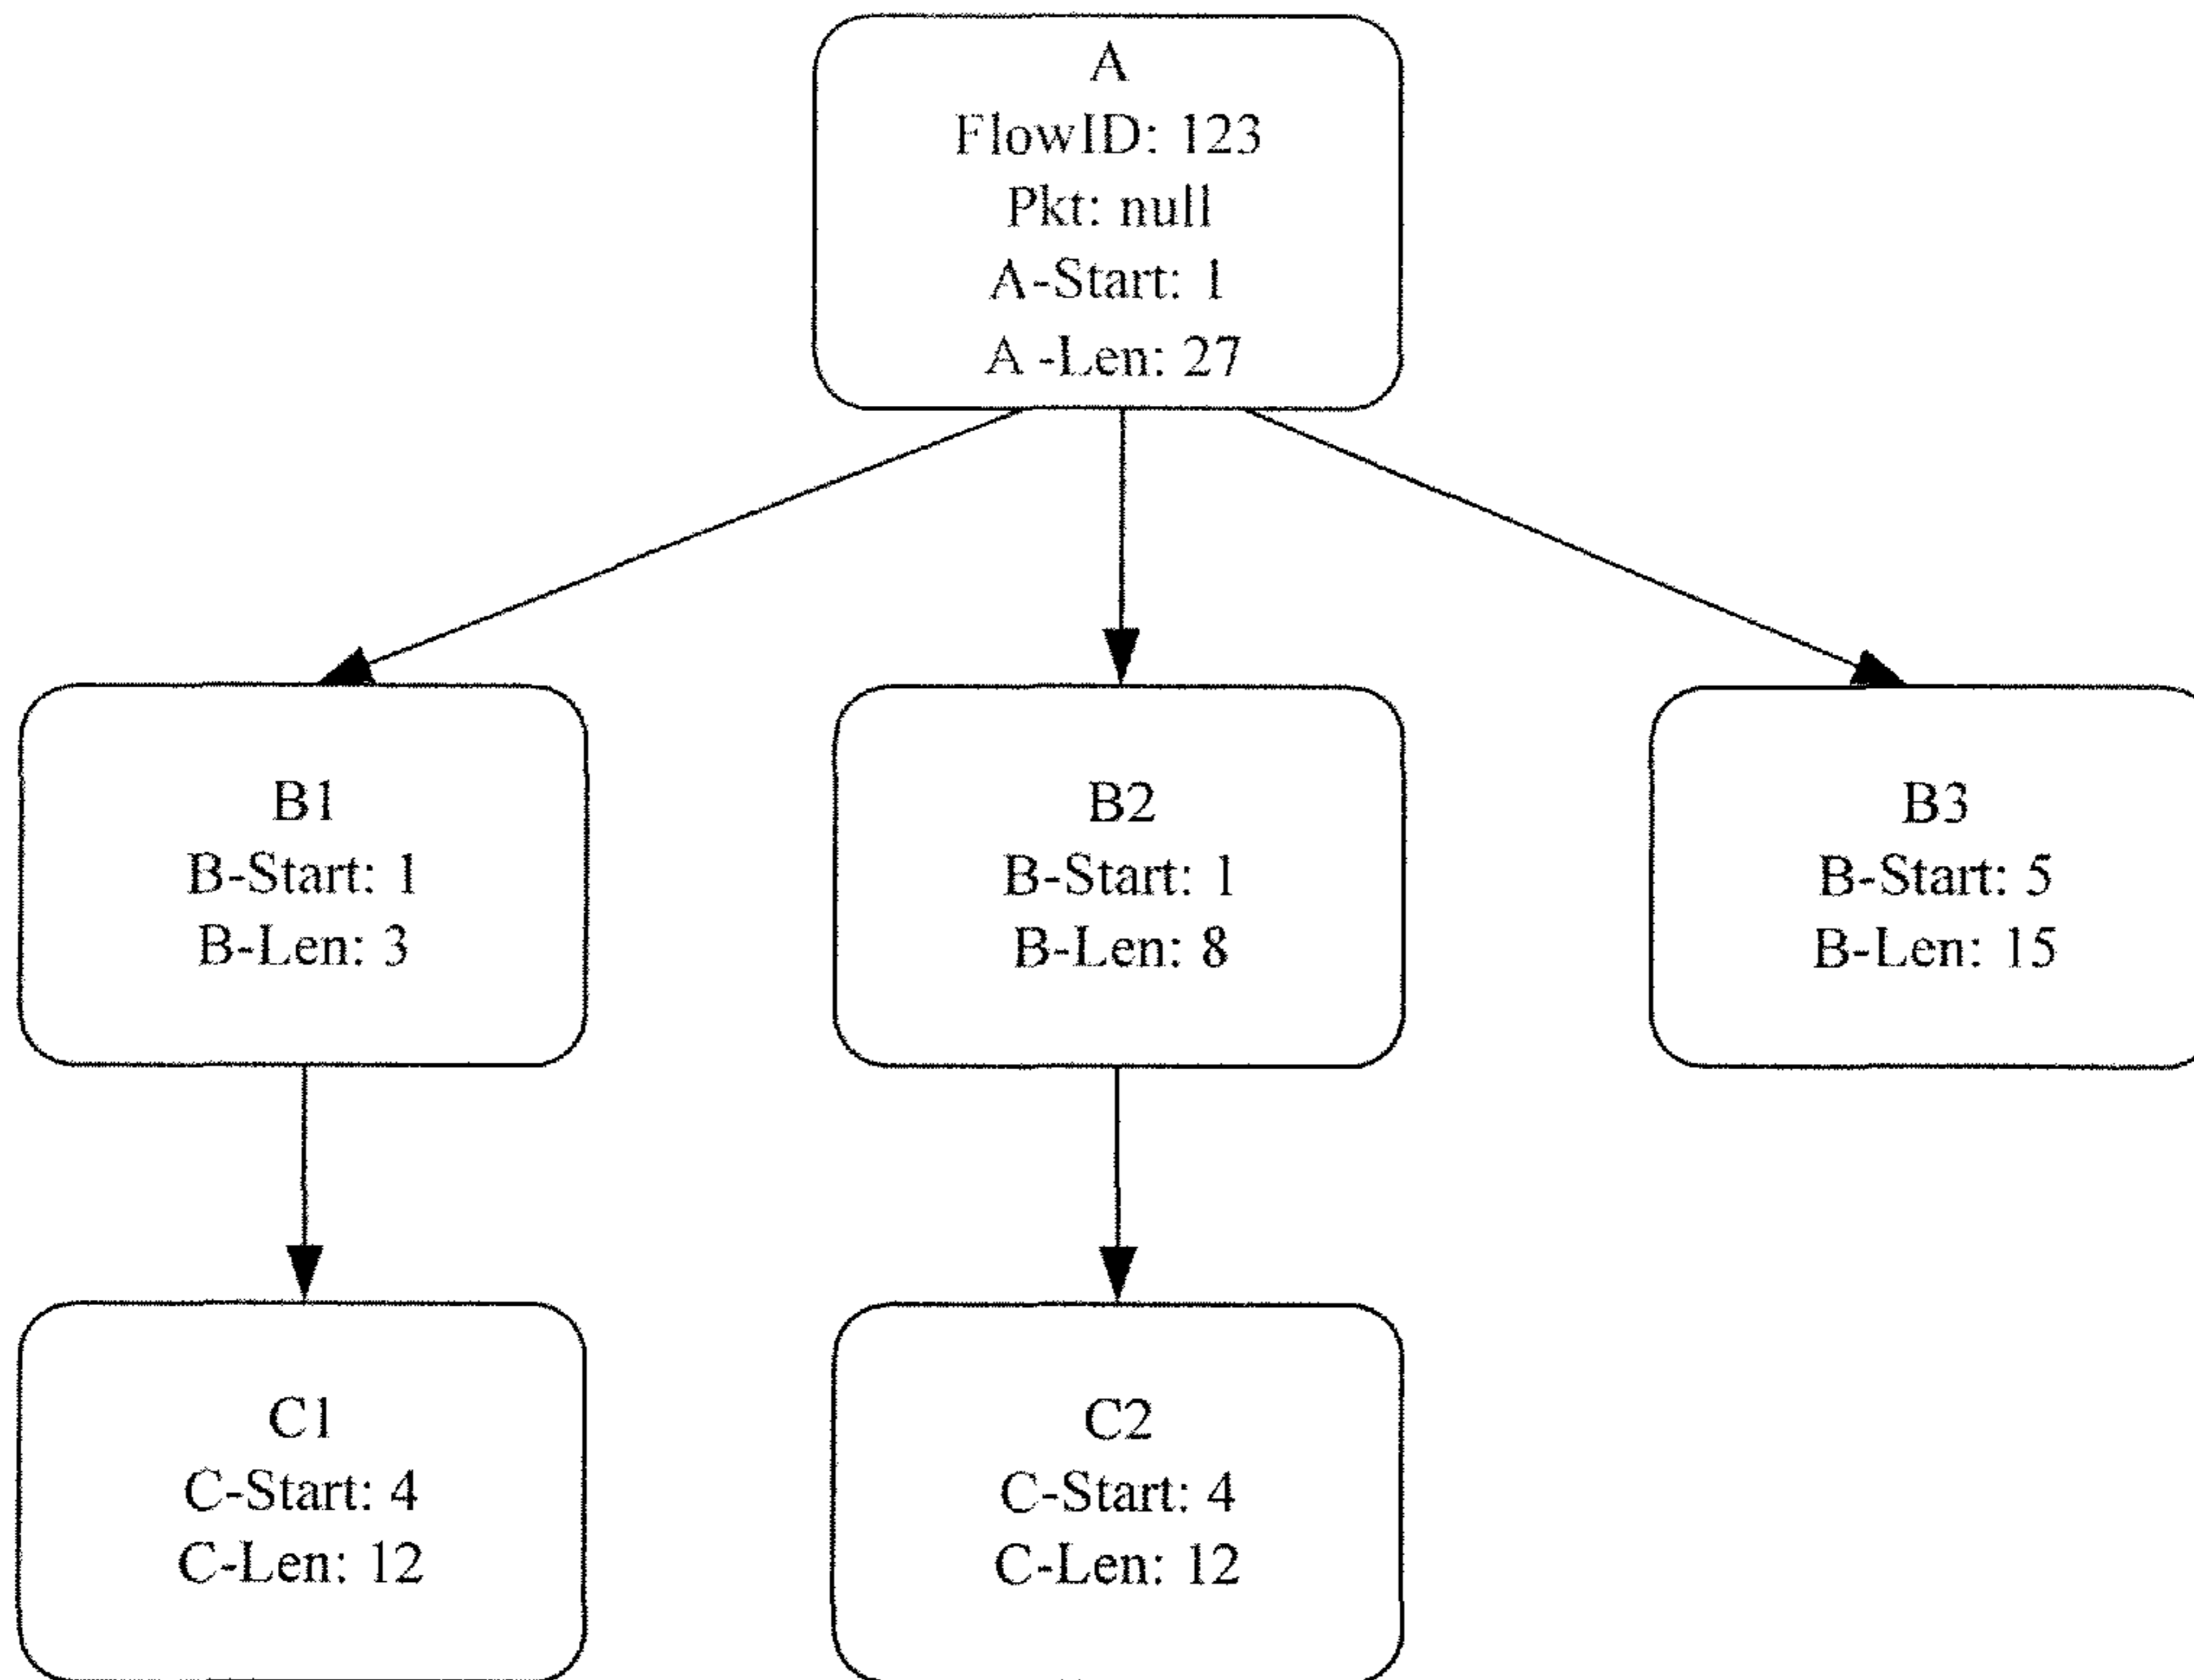 A
FlowID: 123
Pkt: null
A-Start: 1
A -Len: 27
B1
B-Start: 1
B-Len: 3
B2
B-Start: 1
B-Len: 8
B3
B-Start: 5
B-Len: 15
C1
C-Start: 4
C-Len: 12
C2
C-Start: 4
C-Len: 12